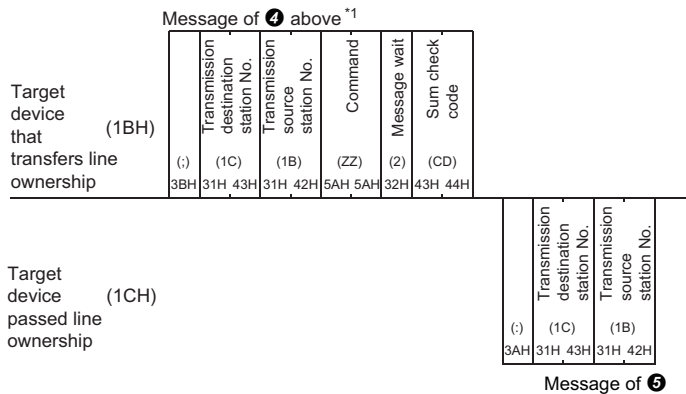 Message of ❹ above *1
Target device that transfers line ownership
(1BH)
Transmission destination station No.
Transmission source station No.
Command
Message wait
Sum check code
(;) (1C) (1B) (ZZ) (2) (CD)
3BH 31H 43H 31H 42H 5AH 5AH 32H 43H 44H
Target device passed line ownership
(1CH)
Transmission destination station No.
Transmission source station No.
(:) (1C) (1B)
3AH 31H 43H 31H 42H
Message of ❺